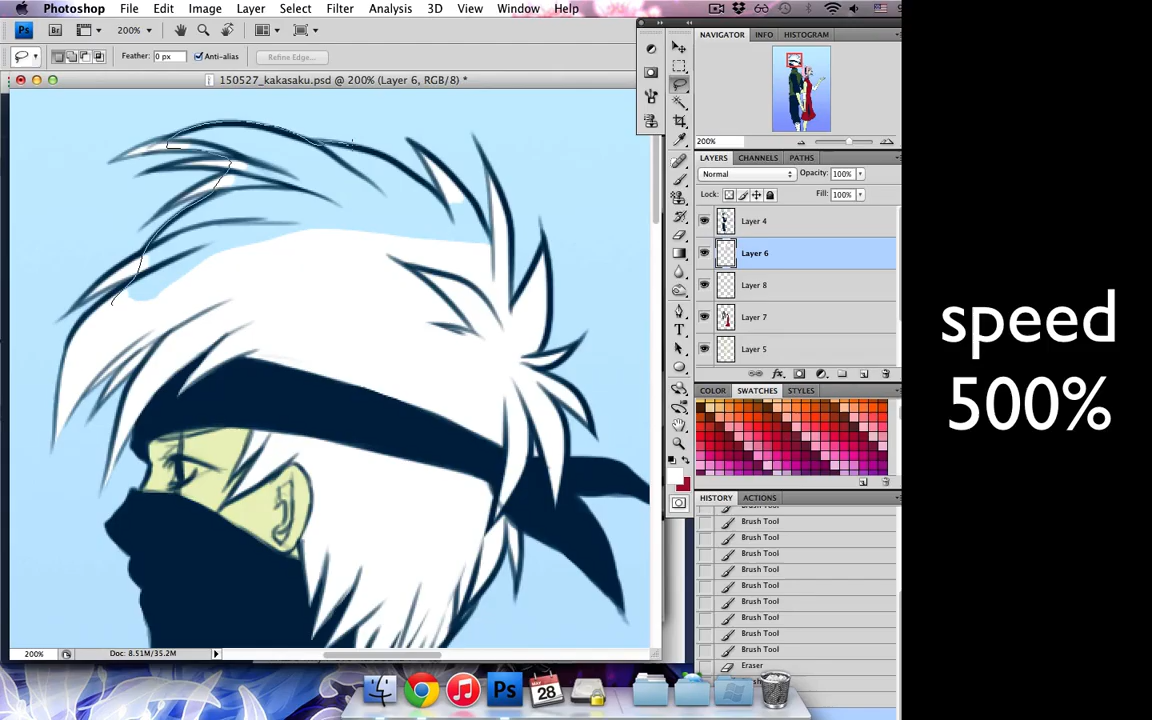 Photoshop File Edit Image Layer Select Filter Analysis 3D View Window Help
Ps Br 200%
Feather: 0 px Anti-alias Refine Edge...
150527_kakasaku.psd @ 200% (Layer 6, RGB/8) *
NAVIGATOR INFO HISTOGRAM
200%
LAYERS CHANNELS PATHS
Normal Opacity: 100%
Lock: Fill: 100%
Layer 4
Layer 6
Layer 8
Layer 7
Layer 5
COLOR SWATCHES STYLES
HISTORY ACTIONS
Brush Tool
Brush Tool
Brush Tool
Brush Tool
Brush Tool
Brush Tool
Brush Tool
Brush Tool
Brush Tool
Eraser
200% Doc: 8.51M/35.2M
Ps
MAY
28
speed
500%